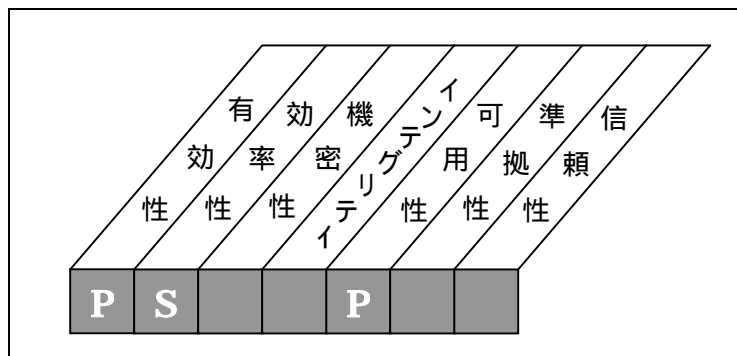 有効性
効率性
機密性
インテグリティ
可用性
準拠性
信頼性
P S P